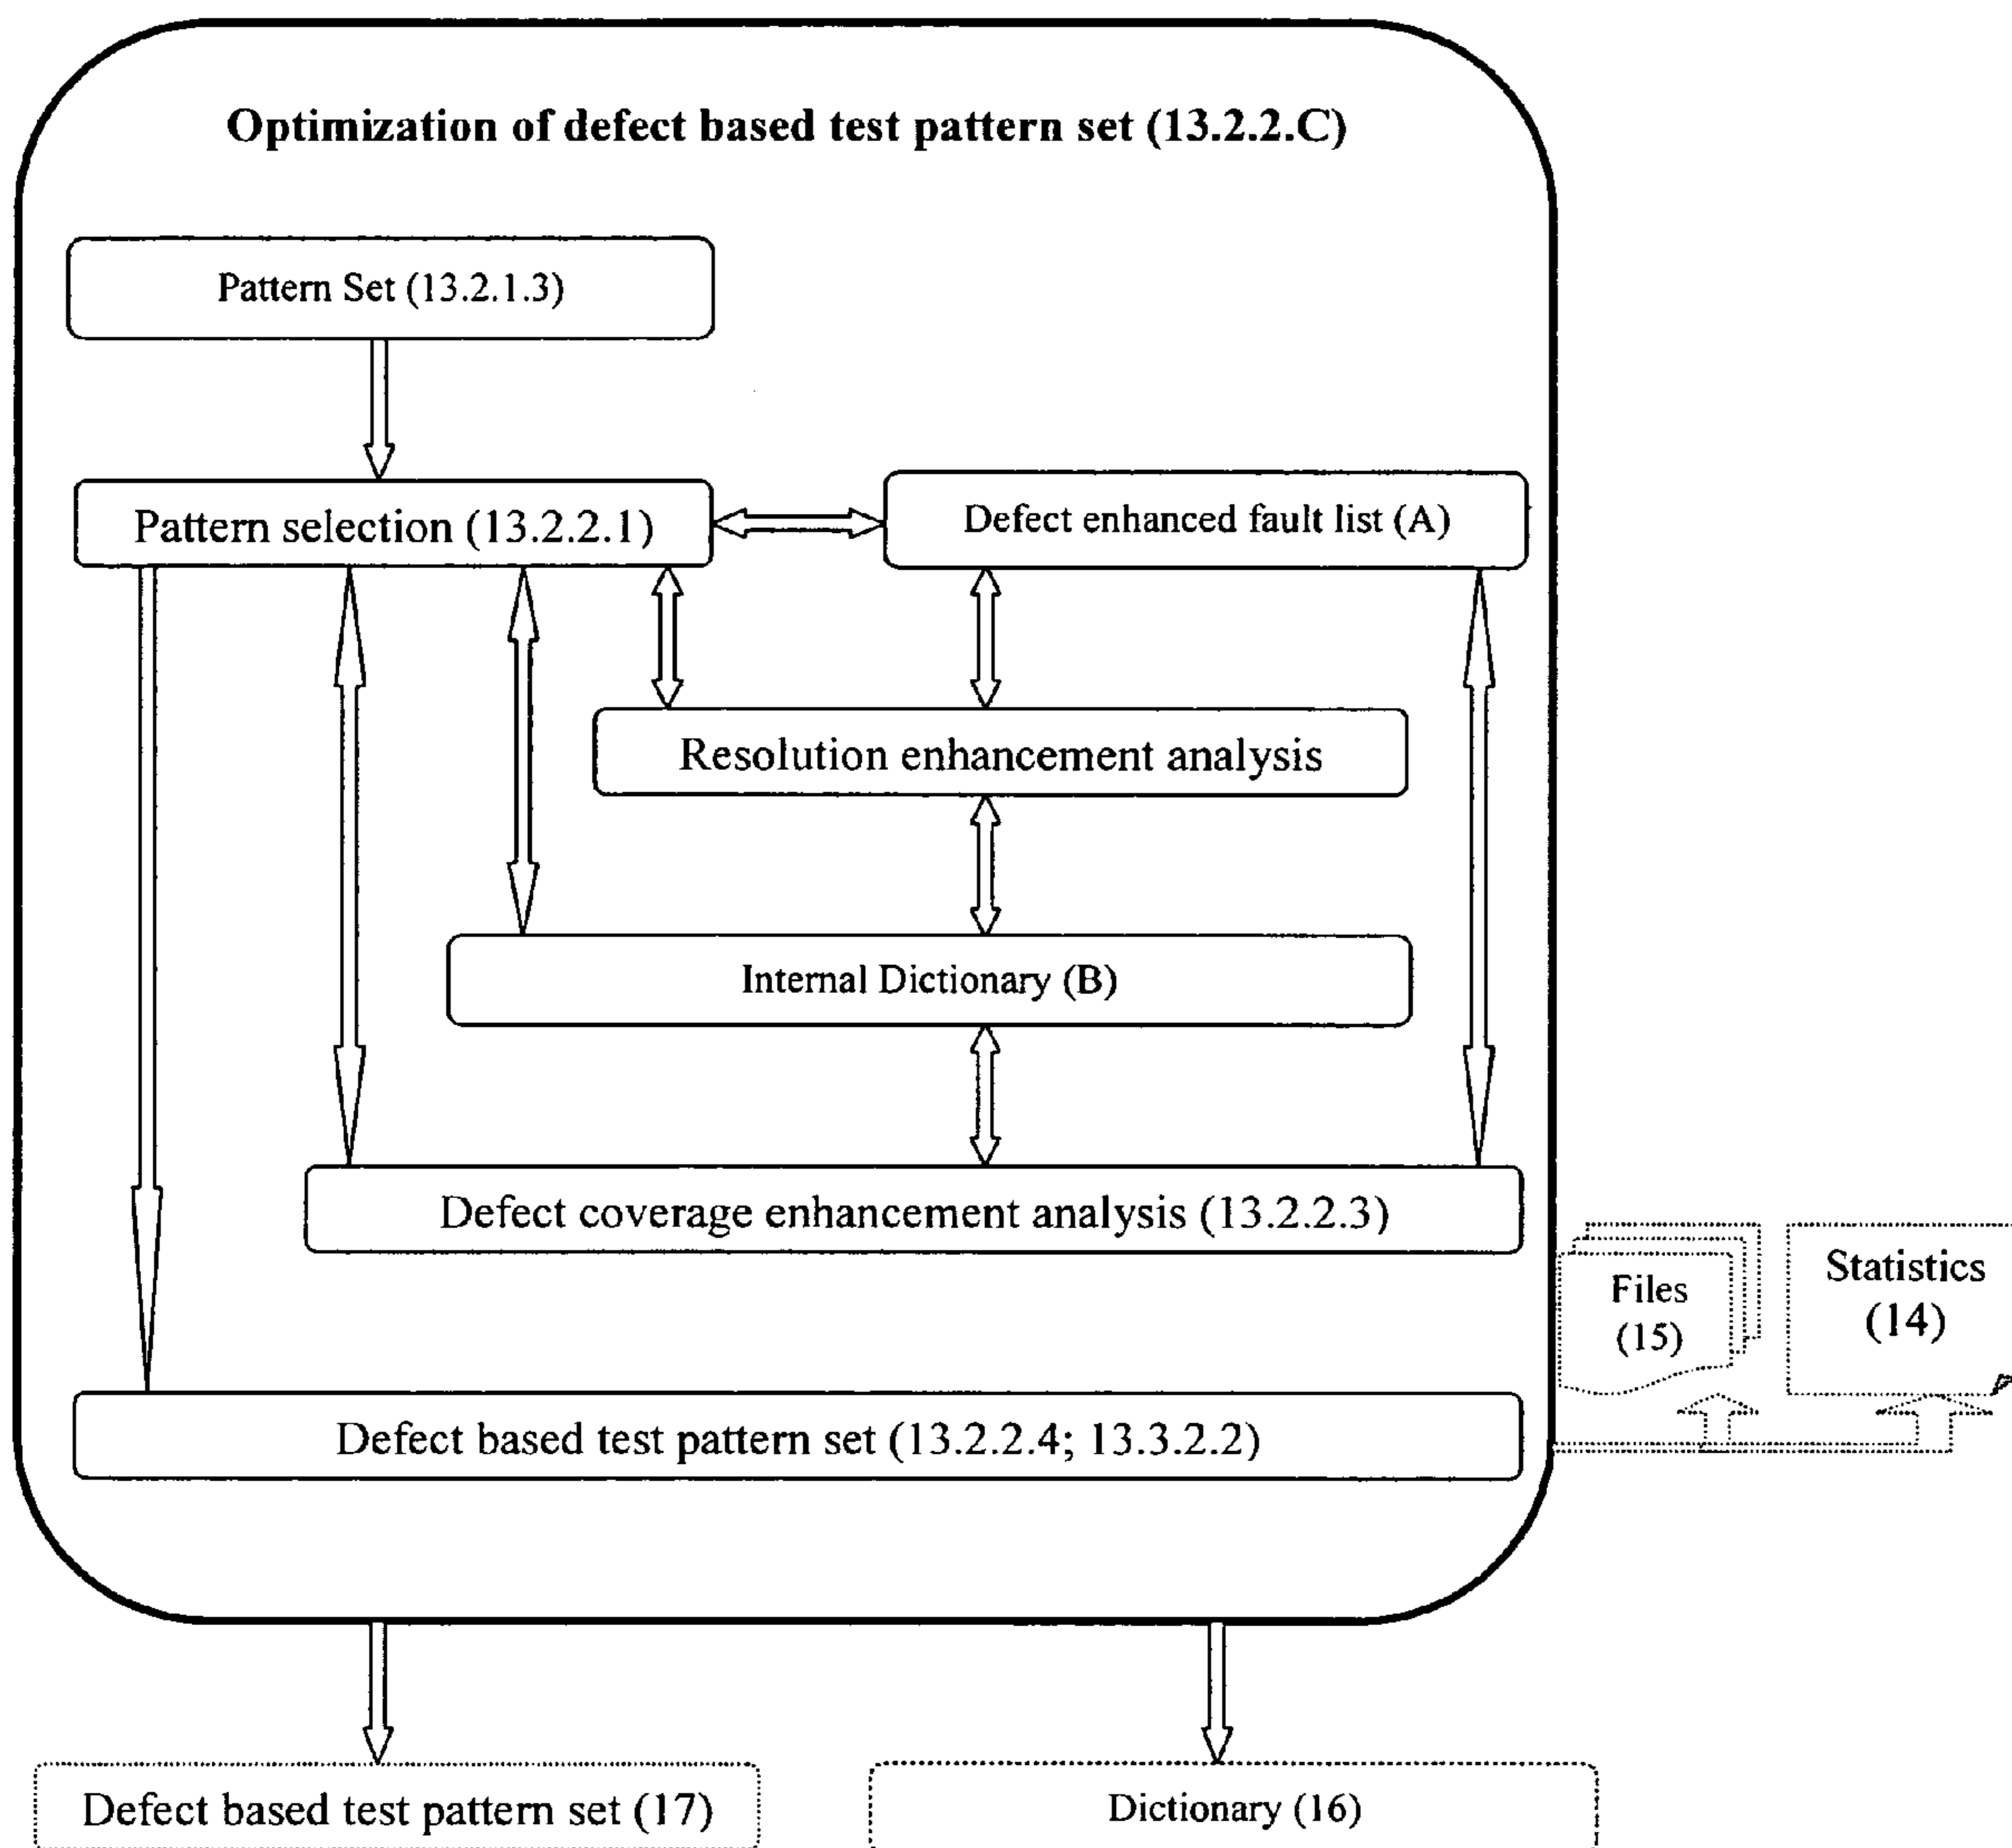 Optimization of defect based test pattern set (13.2.2.C)
Pattern Set (13.2.1.3)
Pattern selection (13.2.2.1)
Defect enhanced fault list (A)
Resolution enhancement analysis
Internal Dictionary (B)
Defect coverage enhancement analysis (13.2.2.3)
Files
(15)
Statistics
(14)
Defect based test pattern set (13.2.2.4; 13.3.2.2)
Defect based test pattern set (17)
Dictionary (16)